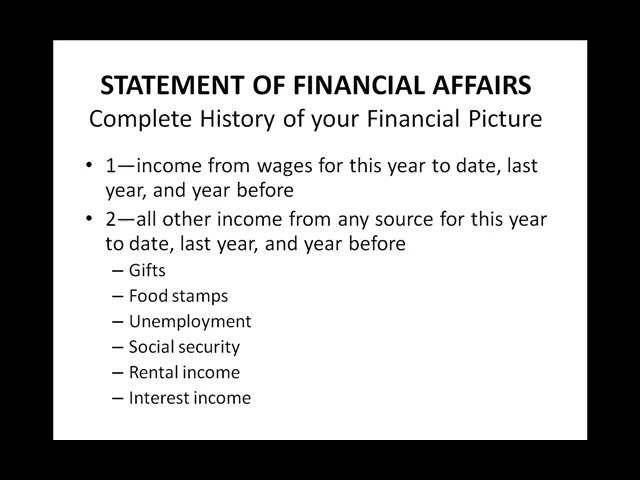 STATEMENT OF FINANCIAL AFFAIRS
Complete History of your Financial Picture
• 1—income from wages for this year to date, last
year, and year before
• 2—all other income from any source for this year
to date, last year, and year before
– Gifts
– Food stamps
– Unemployment
– Social security
– Rental income
– Interest income